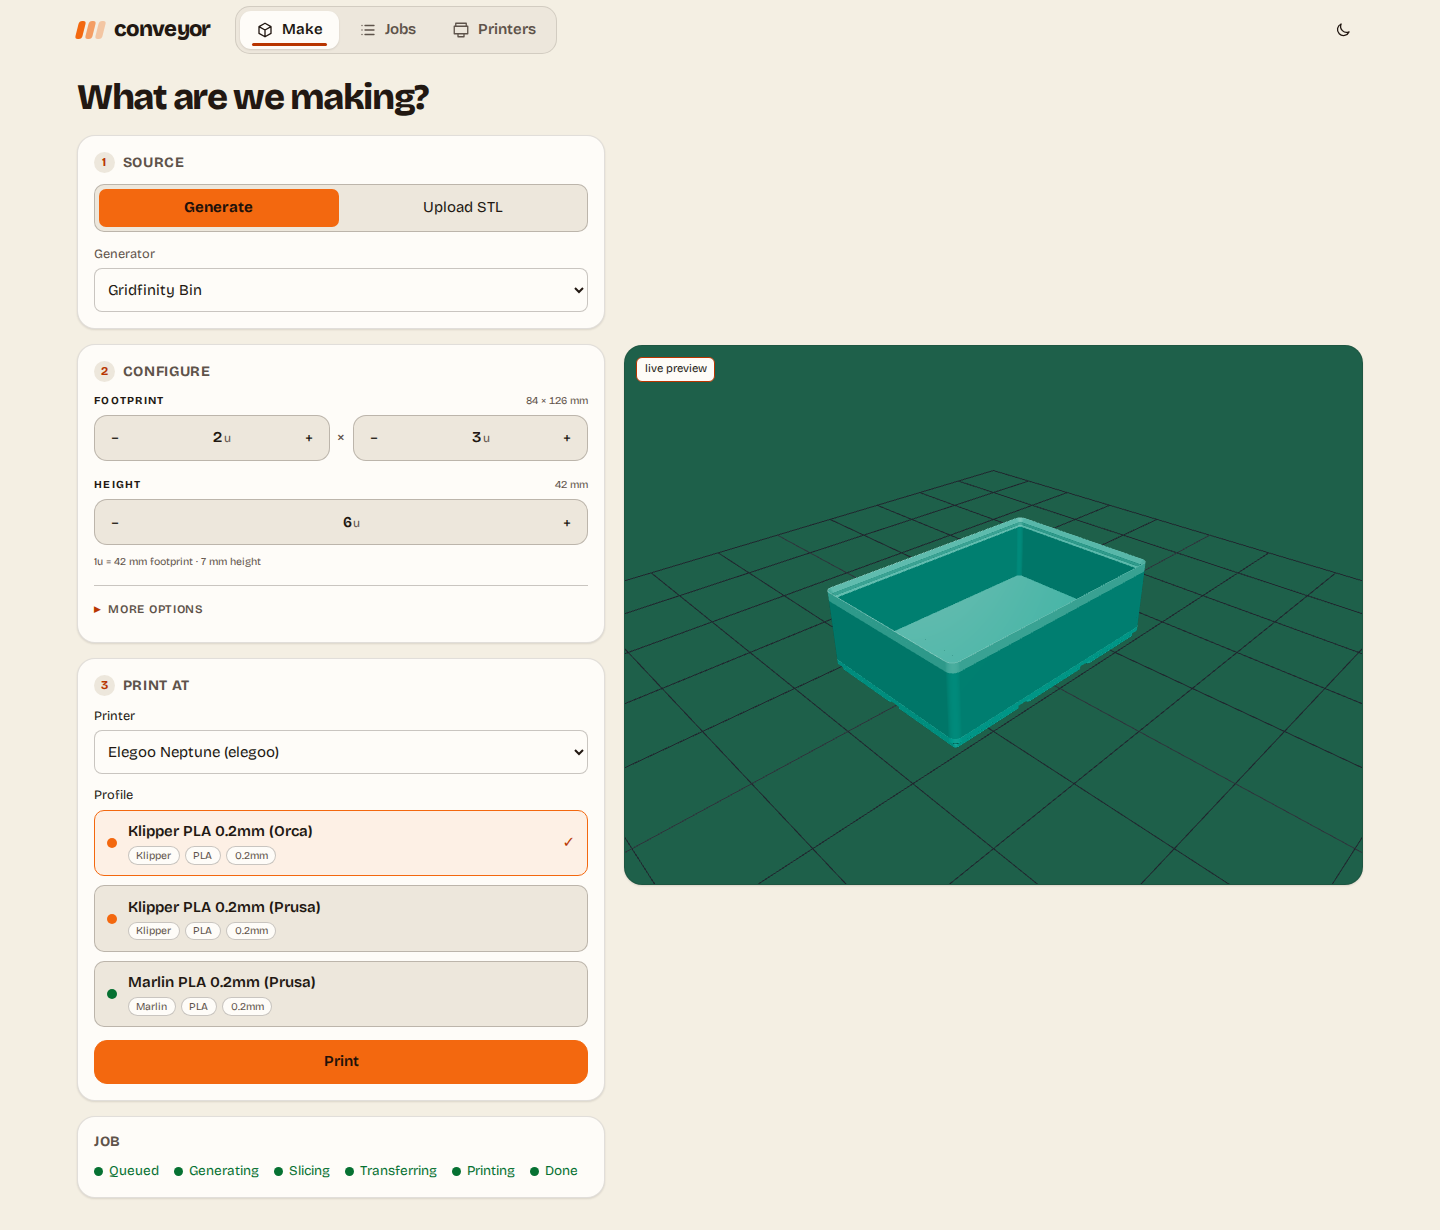 conveyor
Make
Jobs
Printers
What are we making?
1 SOURCE
Generate
Upload STL
Generator
Gridfinity Bin
2 CONFIGURE
FOOTPRINT
84 × 126 mm
− 2 u + × − 3 u +
HEIGHT
42 mm
− 6 u +
1u = 42 mm footprint · 7 mm height
▶ MORE OPTIONS
live preview
3 PRINT AT
Printer
Elegoo Neptune (elegoo)
Profile
Klipper PLA 0.2mm (Orca)
Klipper PLA 0.2mm
✓
Klipper PLA 0.2mm (Prusa)
Klipper PLA 0.2mm
Marlin PLA 0.2mm (Prusa)
Marlin PLA 0.2mm
Print
JOB
Queued Generating Slicing Transferring Printing Done